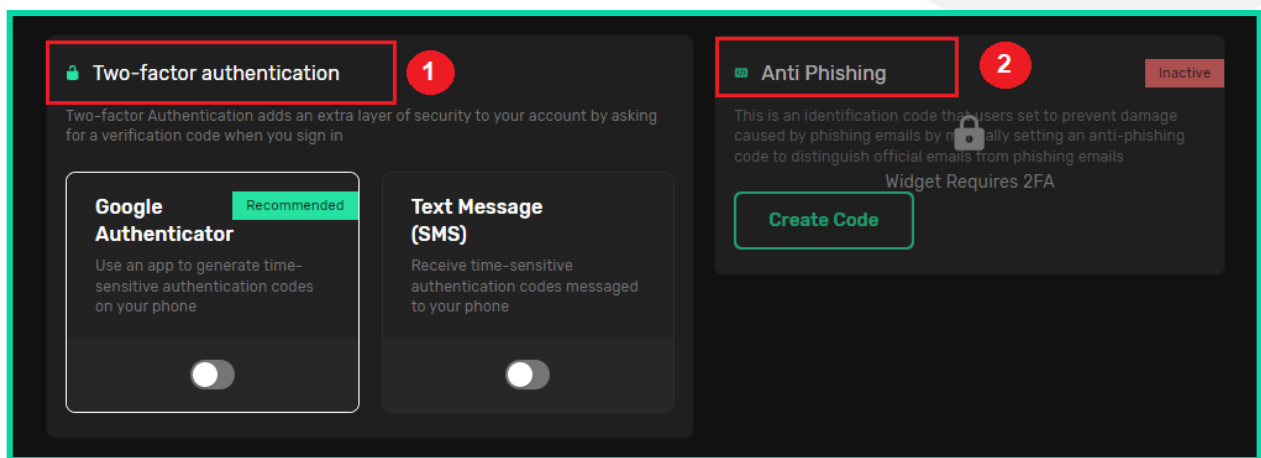 Two-factor authentication
1
Two-factor Authentication adds an extra layer of security to your account by asking
for a verification code when you sign in
Google
Authenticator
Recommended
Use an app to generate time-
sensitive authentication codes
on your phone
Text Message
(SMS)
Receive time-sensitive
authentication codes messaged
to your phone
Anti Phishing
2
Inactive
This is an identification code that users set to prevent damage
caused by phishing emails by ally setting an anti-phishing
code to distinguish official emails from phishing emails
Widget Requires 2FA
Create Code